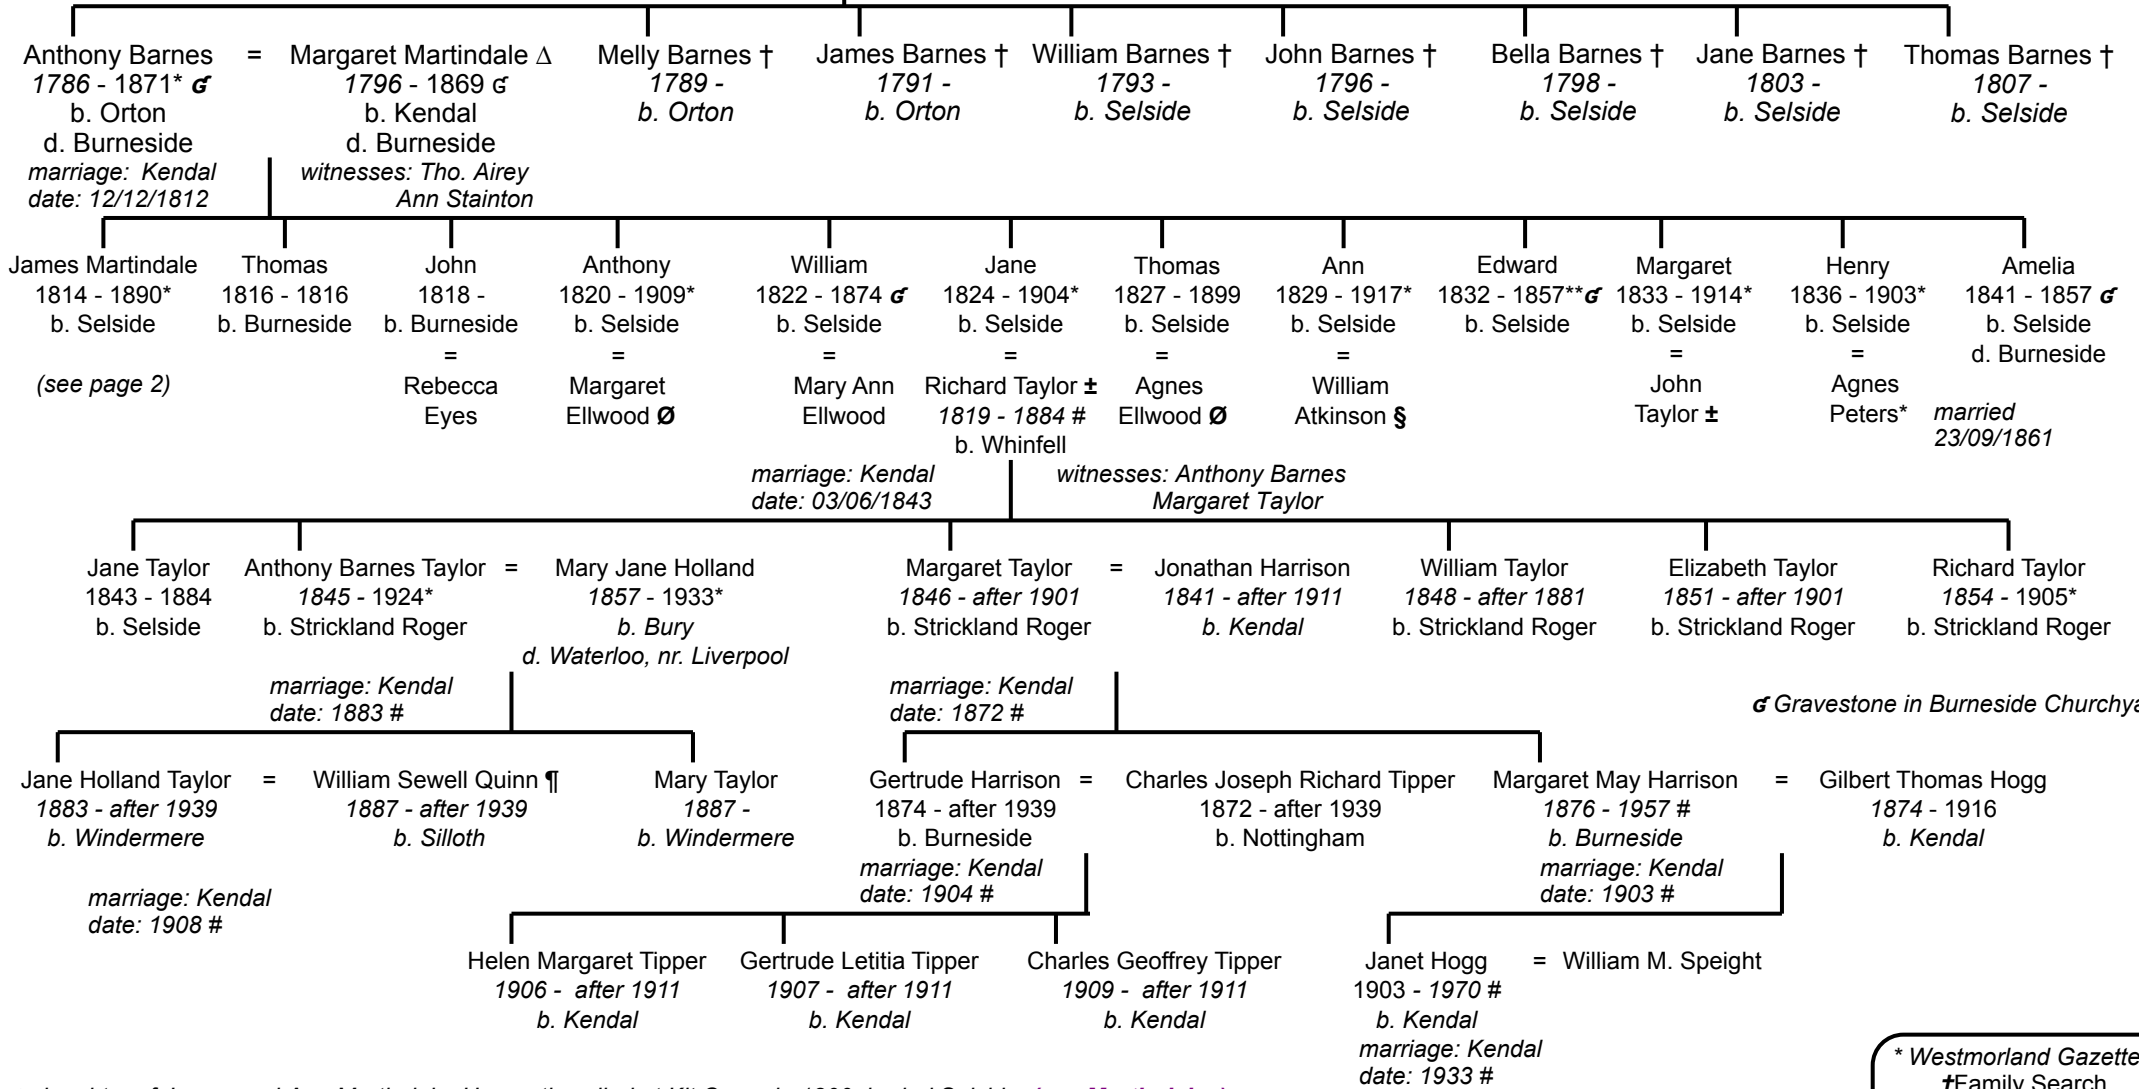 Anthony Barnes = Margaret Martindale Δ Melly Barnes † James Barnes † William Barnes † John Barnes † Bella Barnes † Jane Barnes † Thomas Barnes †
1786 - 1871* G 1796 - 1869 G 1789 - 1791 - 1793 - 1796 - 1798 - 1803 - 1807 -
b. Orton b. Kendal b. Orton b. Orton b. Selside b. Selside b. Selside b. Selside b. Selside
d. Burneside d. Burneside
marriage: Kendal witnesses: Tho. Airey
date: 12/12/1812 Ann Stainton
James Martindale Thomas John Anthony William Jane Thomas Ann Edward Margaret Henry Amelia
1814 - 1890* 1816 - 1816 1818 - 1820 - 1909* 1822 - 1874 G 1824 - 1904* 1827 - 1899 1829 - 1917* 1832 - 1857**G 1833 - 1914* 1836 - 1903* 1841 - 1857 G
b. Selside b. Burneside b. Burneside b. Selside b. Selside b. Selside b. Selside b. Selside b. Selside b. Selside b. Selside b. Selside
= = = = = = = = d. Burneside
(see page 2) Rebecca Margaret Mary Ann Richard Taylor ± Agnes William John Agnes
Eyes Ellwood Ø Ellwood 1819 - 1884 # Ellwood Ø Atkinson § Taylor ± Peters* married
b. Whinfell 23/09/1861
marriage: Kendal witnesses: Anthony Barnes
date: 03/06/1843 Margaret Taylor
Jane Taylor Anthony Barnes Taylor = Mary Jane Holland Margaret Taylor = Jonathan Harrison William Taylor Elizabeth Taylor Richard Taylor
1843 - 1884 1845 - 1924* 1857 - 1933* 1846 - after 1901 1841 - after 1911 1848 - after 1881 1851 - after 1901 1854 - 1905*
b. Selside b. Strickland Roger b. Bury b. Strickland Roger b. Kendal b. Strickland Roger b. Strickland Roger b. Strickland Roger
d. Waterloo, nr. Liverpool
marriage: Kendal marriage: Kendal
date: 1883 # date: 1872 # G Gravestone in Burneside Churchya
Jane Holland Taylor = William Sewell Quinn ¶ Mary Taylor Gertrude Harrison = Charles Joseph Richard Tipper Margaret May Harrison = Gilbert Thomas Hogg
1883 - after 1939 1887 - after 1939 1887 - 1874 - after 1939 1872 - after 1939 1876 - 1957 # 1874 - 1916
b. Windermere b. Silloth b. Windermere b. Burneside b. Nottingham b. Burneside b. Kendal
marriage: Kendal marriage: Kendal
date: 1904 # date: 1903 #
marriage: Kendal
date: 1908 #
Helen Margaret Tipper Gertrude Letitia Tipper Charles Geoffrey Tipper Janet Hogg = William M. Speight
1906 - after 1911 1907 - after 1911 1909 - after 1911 1903 - 1970 #
b. Kendal b. Kendal b. Kendal b. Kendal
marriage: Kendal
date: 1933 #
* Westmorland Gazette
†Family Search